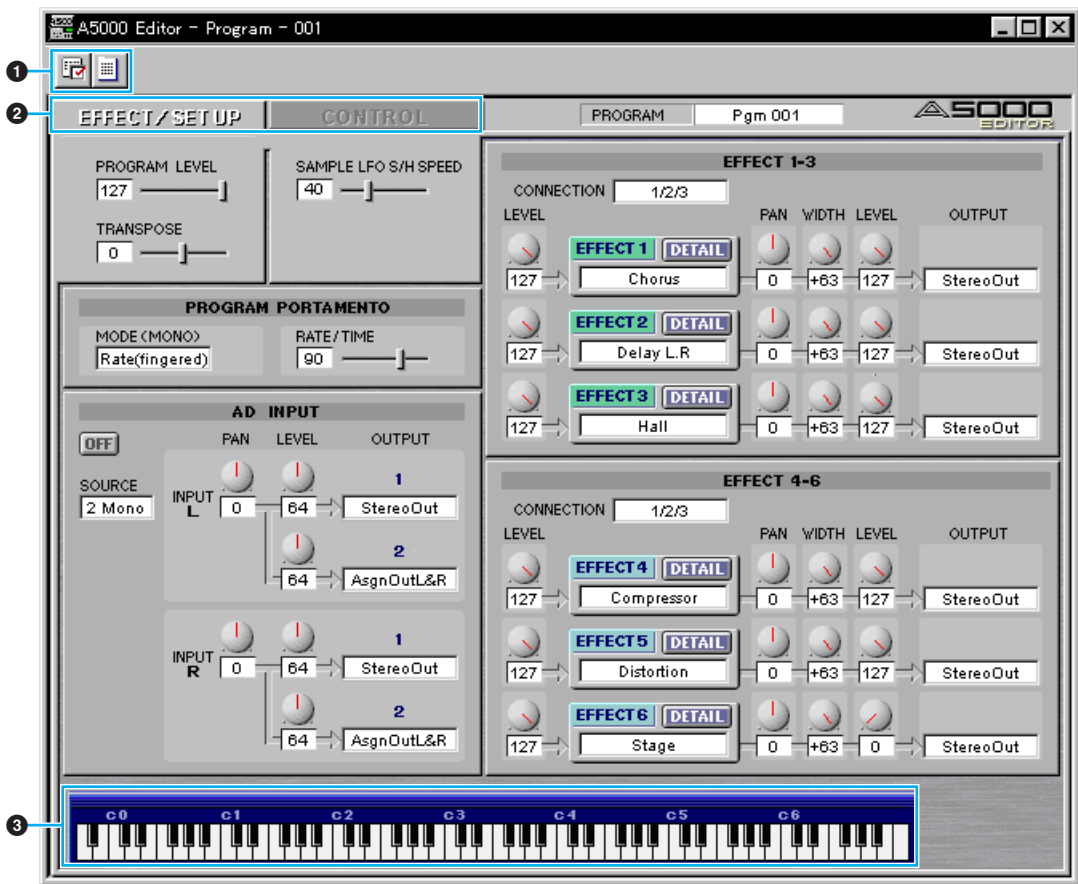 A5000 Editor - Program - 001
1
2
EFFECT/SETUP
CONTROL
PROGRAM
Pgm 001
A5000
EDITOR
PROGRAM LEVEL
127
TRANSPOSE
0
SAMPLE LFO S/H SPEED
40
PROGRAM PORTAMENTO
MODE(MONO)
Rate(fingered)
RATE/TIME
90
AD INPUT
OFF
PAN LEVEL OUTPUT
SOURCE
2 Mono
INPUT L
0
64
1
StereoOut
64
2
AsgnOutL&R
INPUT R
0
64
1
StereoOut
64
2
AsgnOutL&R
EFFECT 1-3
CONNECTION 1/2/3
LEVEL PAN WIDTH LEVEL OUTPUT
EFFECT 1 DETAIL
127 Chorus 0 +63 127 StereoOut
EFFECT 2 DETAIL
127 Delay L.R 0 +63 127 StereoOut
EFFECT 3 DETAIL
127 Hall 0 +63 127 StereoOut
EFFECT 4-6
CONNECTION 1/2/3
LEVEL PAN WIDTH LEVEL OUTPUT
EFFECT 4 DETAIL
127 Compressor 0 +63 127 StereoOut
EFFECT 5 DETAIL
127 Distortion 0 +63 127 StereoOut
EFFECT 6 DETAIL
127 Stage 0 +63 0 StereoOut
3
c0 c1 c2 c3 c4 c5 c6